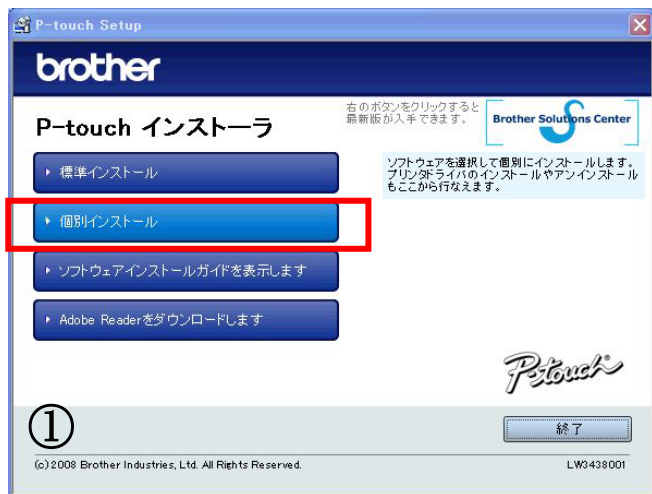 P-touch Setup
brother
P-touch インストーラ
右のボタンをクリックすると
最新版が入手できます。
Brother Solutions Center
標準インストール
ソフトウェアを選択して個別にインストールします。
プリンタドライバのインストールやアンインストール
もここから行なえます。
個別インストール
ソフトウェアインストールガイドを表示します
Adobe Readerをダウンロードします
P-touch
①
終了
(c)2008 Brother Industries, Ltd. All Rights Reserved.
LW3438001